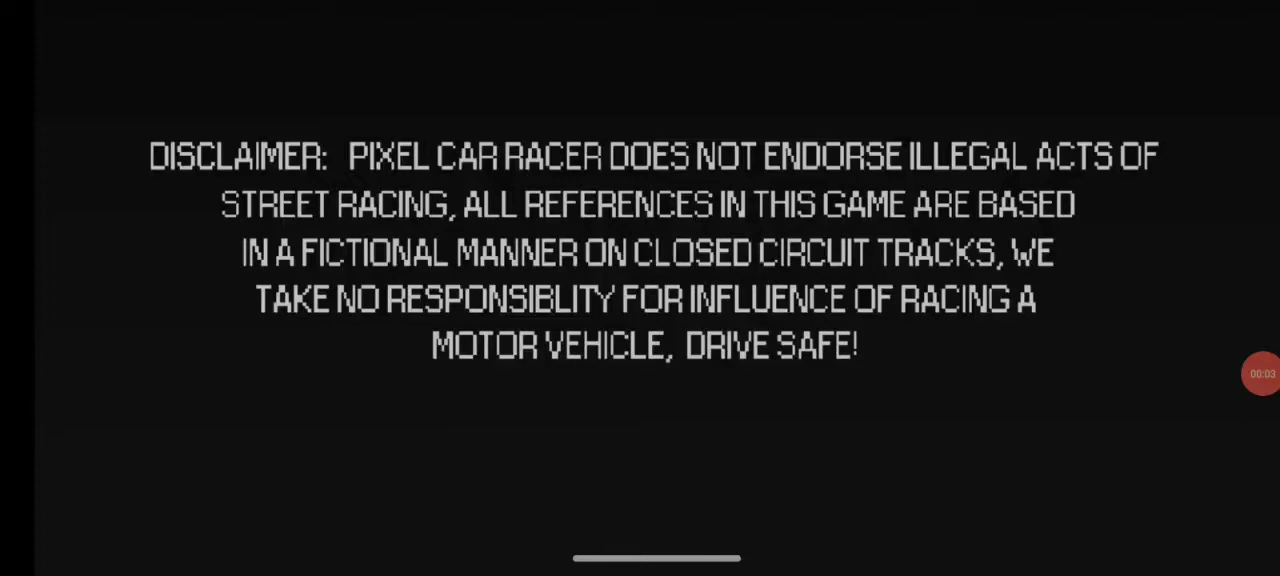 DISCLAIMER: PIXEL CAR RACER DOES NOT ENDORSE ILLEGAL ACTS OF
STREET RACING, ALL REFERENCES IN THIS GAME ARE BASED
IN A FICTIONAL MANNER ON CLOSED CIRCUIT TRACKS, WE
TAKE NO RESPONSIBLITY FOR INFLUENCE OF RACING A
MOTOR VEHICLE, DRIVE SAFE!
00:03